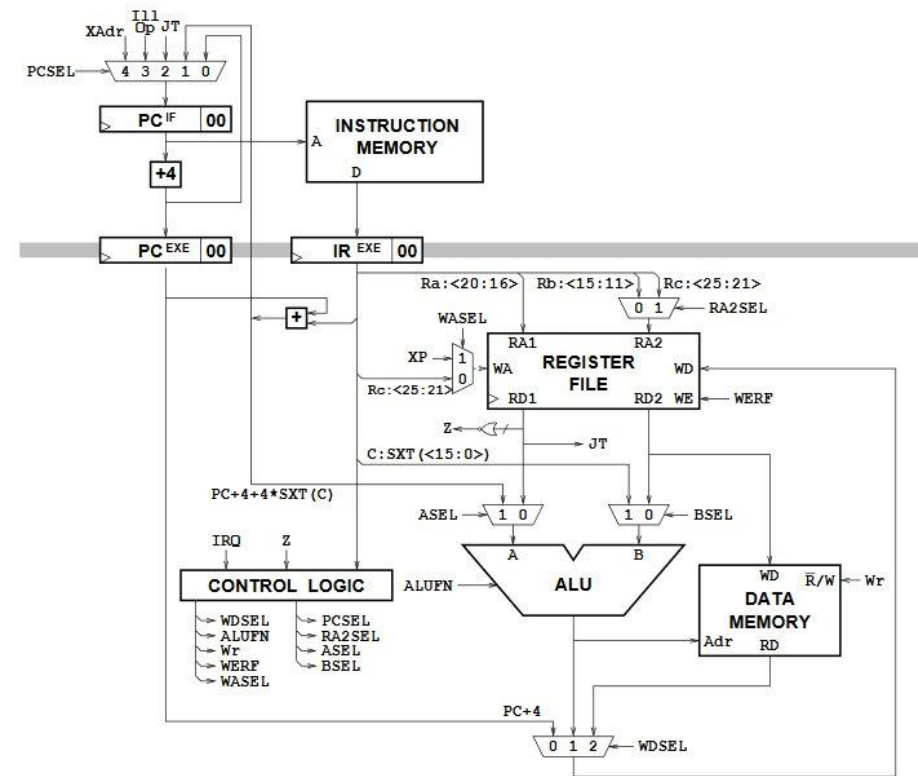 Ill
XAdr Op JT
PCSEL
4 3 2 1 0
PC IF 00
INSTRUCTION
MEMORY
A
D
+4
PC EXE 00
IR EXE 00
Ra:<20:16>
Rb:<15:11>
Rc:<25:21>
+
0 1
RA2SEL
WASEL
XP
1
0
Rc:<25:21>
RA1
RA2
WA
REGISTER
FILE
WD
RD1
RD2
WE
WERF
Z
JT
C:SXT(<15:0>)
PC+4+4*SXT(C)
ASEL
1 0
1 0
BSEL
IRQ
Z
A
B
ALU
ALUFN
CONTROL LOGIC
WDSEL
ALUFN
Wr
WERF
WASEL
PCSEL
RA2SEL
ASEL
BSEL
WD
R̅/W
Wr
DATA
MEMORY
Adr
RD
PC+4
0 1 2
WDSEL